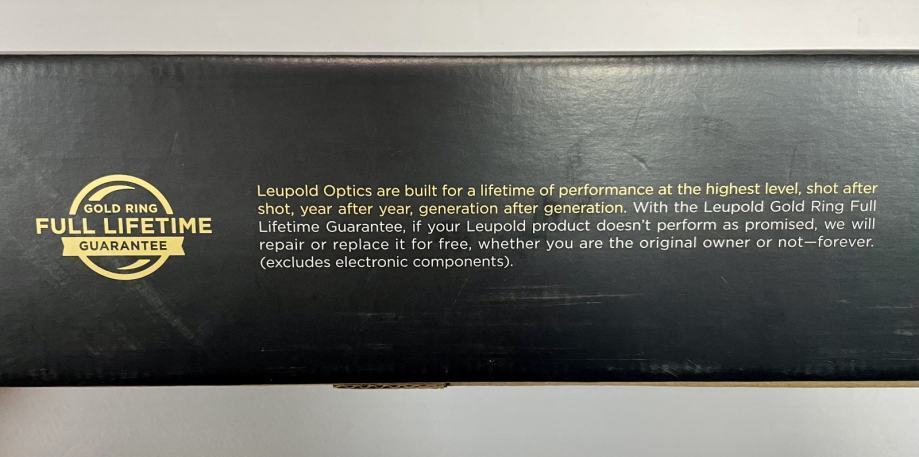 GOLD RING
FULL LIFETIME
GUARANTEE
Leupold Optics are built for a lifetime of performance at the highest level, shot after
shot, year after year, generation after generation. With the Leupold Gold Ring Full
Lifetime Guarantee, if your Leupold product doesn't perform as promised, we will
repair or replace it for free, whether you are the original owner or not—forever.
(excludes electronic components).